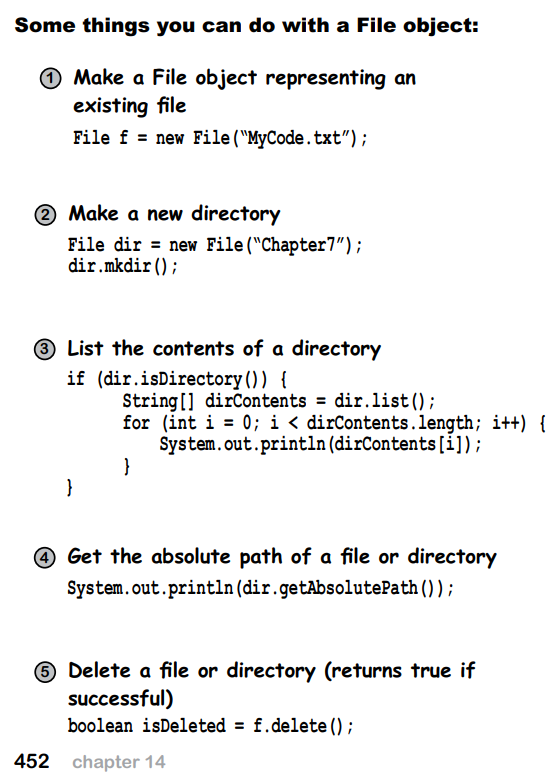 Some things you can do with a File object:
1 Make a File object representing an
existing file
File f = new File(“MyCode.txt”);
2 Make a new directory
File dir = new File(“Chapter7”);
dir.mkdir();
3 List the contents of a directory
if (dir.isDirectory()) {
String[] dirContents = dir.list();
for (int i = 0; i < dirContents.length; i++) {
System.out.println(dirContents[i]);
}
}
4 Get the absolute path of a file or directory
System.out.println(dir.getAbsolutePath());
5 Delete a file or directory (returns true if
successful)
boolean isDeleted = f.delete();
452 chapter 14